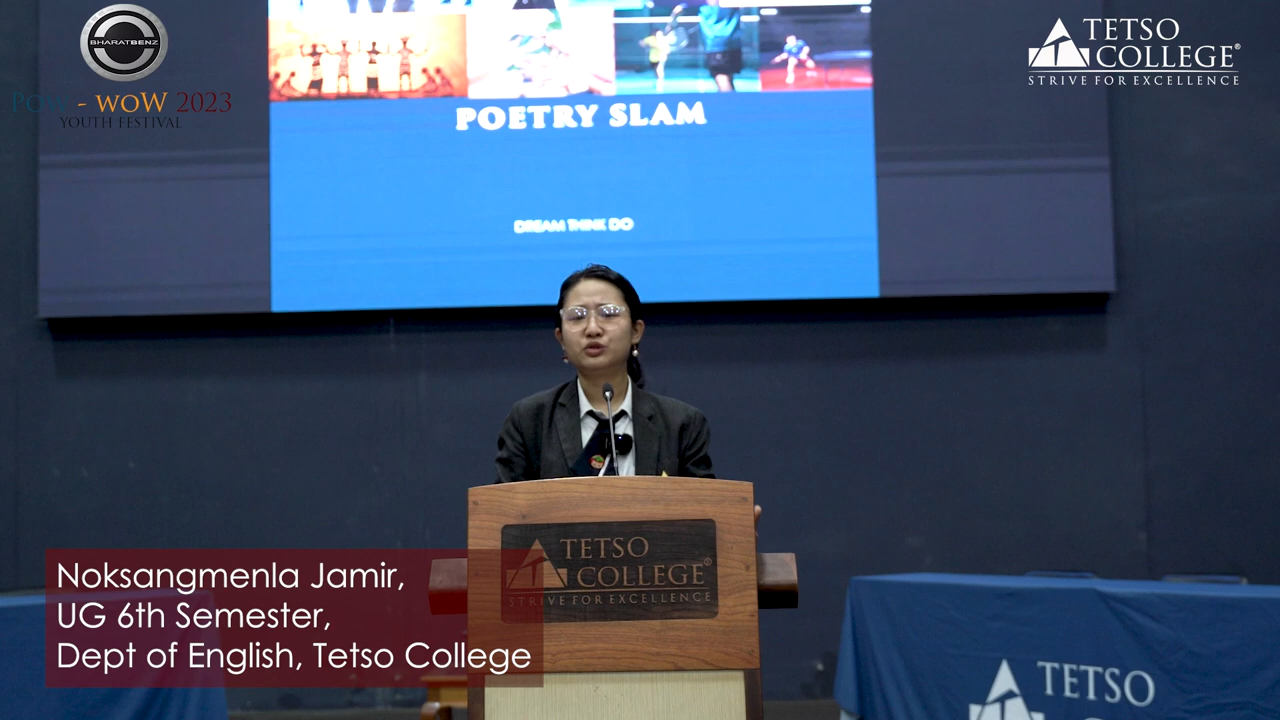 BHARATBENZ
POW - WOW 2023
YOUTH FESTIVAL
TETSO
COLLEGE®
STRIVE FOR EXCELLENCE
POETRY SLAM
DREAM THINK DO
TETSO
COLLEGE®
STRIVE FOR EXCELLENCE
Noksangmenla Jamir,
UG 6th Semester,
Dept of English, Tetso College
TETSO